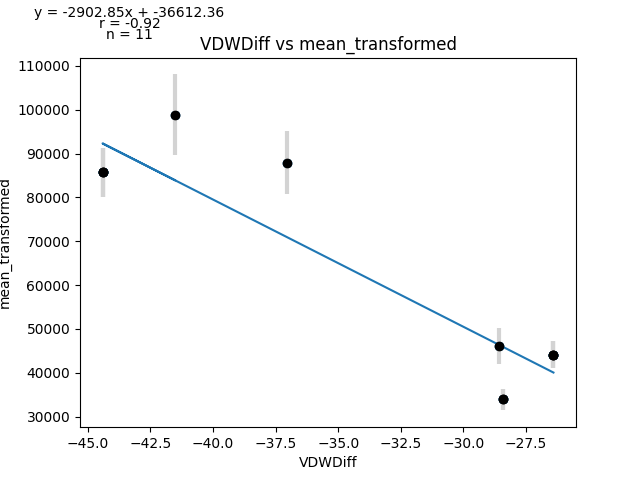 y = -2902.85x + -36612.36
r = -0.92
n = 11
VDWDiff vs mean_transformed
110000
100000
90000
80000
70000
60000
50000
40000
30000
mean_transformed
−45.0 −42.5 −40.0 −37.5 −35.0 −32.5 −30.0 −27.5
VDWDiff